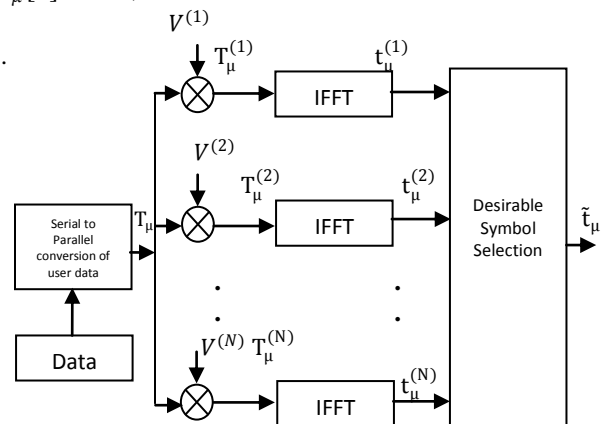 V^{(1)}
T_μ^{(1)}
t_μ^{(1)}
.
IFFT
V^{(2)}
T_μ^{(2)}
t_μ^{(2)}
IFFT
Serial to
Parallel
conversion of
user data
T_μ
Desirable
Symbol
Selection
t̃_μ
Data
V^{(N)} T_μ^{(N)}
t_μ^{(N)}
IFFT